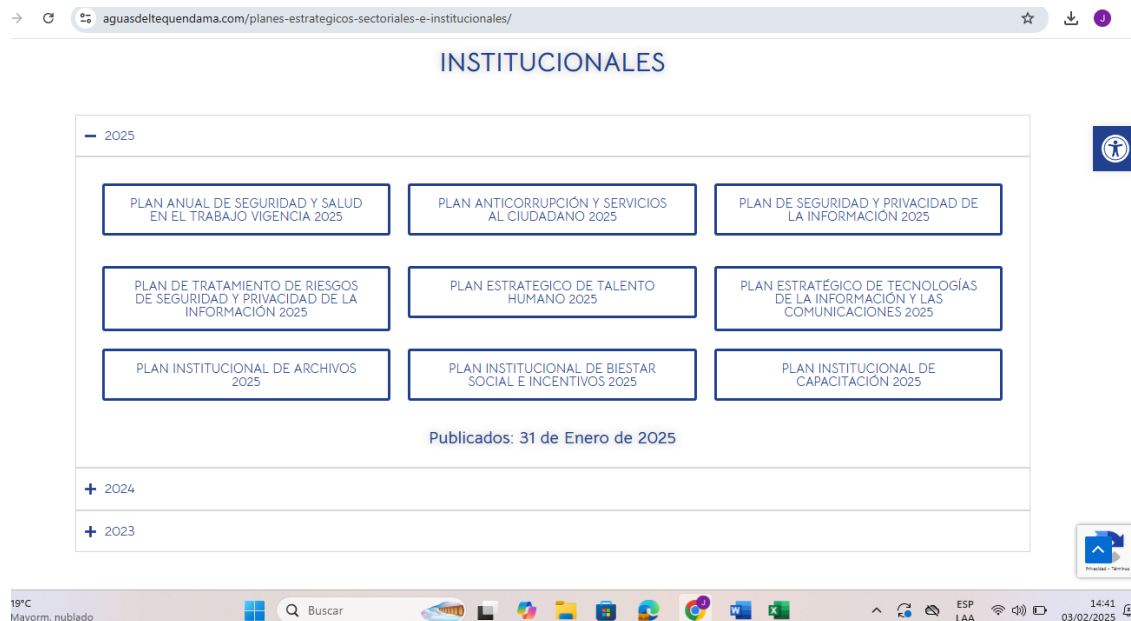 aguasdeltequendama.com/planes-estrategicos-sectoriales-e-institucionales/
J
INSTITUCIONALES
2025
PLAN ANUAL DE SEGURIDAD Y SALUD
EN EL TRABAJO VIGENCIA 2025
PLAN ANTICORRUPCIÓN Y SERVICIOS
AL CIUDADANO 2025
PLAN DE SEGURIDAD Y PRIVACIDAD DE
LA INFORMACIÓN 2025
PLAN DE TRATAMIENTO DE RIESGOS
DE SEGURIDAD Y PRIVACIDAD DE LA
INFORMACIÓN 2025
PLAN ESTRATEGICO DE TALENTO
HUMANO 2025
PLAN ESTRATÉGICO DE TECNOLOGÍAS
DE LA INFORMACIÓN Y LAS
COMUNICACIONES 2025
PLAN INSTITUCIONAL DE ARCHIVOS
2025
PLAN INSTITUCIONAL DE BIESTAR
SOCIAL E INCENTIVOS 2025
PLAN INSTITUCIONAL DE
CAPACITACIÓN 2025
Publicados: 31 de Enero de 2025
2024
2023
Privacidad - Términos
19°C
Mayorm. nublado
Buscar
ESP
LAA
14:41
03/02/2025